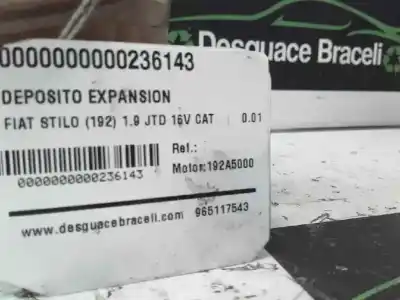 0000000000236143
Desguace Braceli
DEPOSITO EXPANSION
FIAT STILO (192) 1.9 JTD 16V CAT | 0.01
Ref.:
Motor:192A5000
0000000000236143
www.desguacebraceli.com 965117543